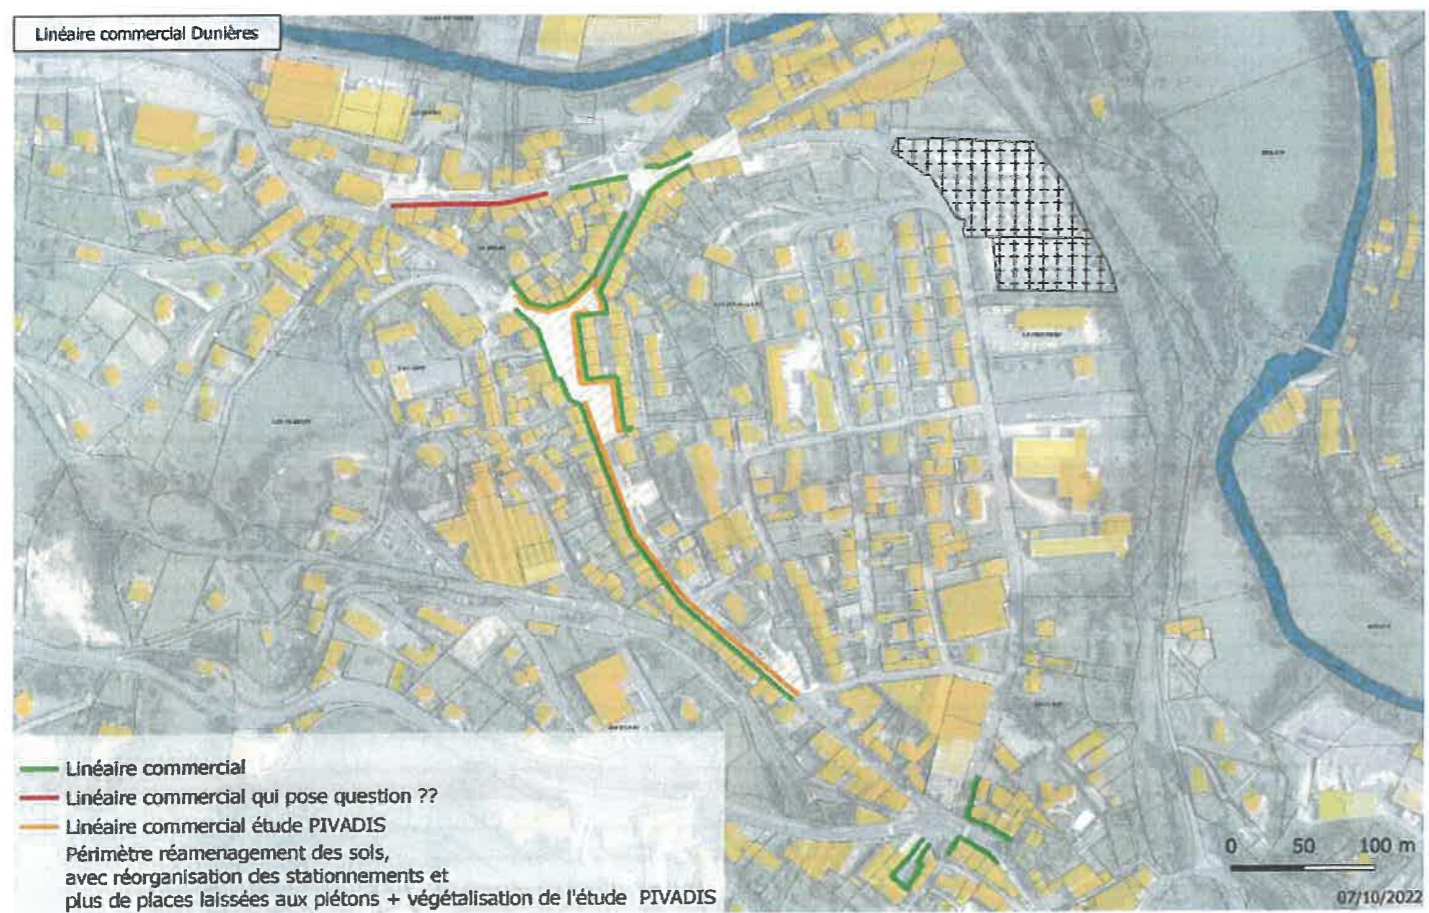 Linéaire commercial Dunières
Linéaire commercial
Linéaire commercial qui pose question ??
Linéaire commercial étude PIVADIS
Périmètre réamenagement des sols,
avec réorganisation des stationnements et
plus de places laissées aux piétons + végétalisation de l'étude PIVADIS
0 50 100 m
07/10/2022